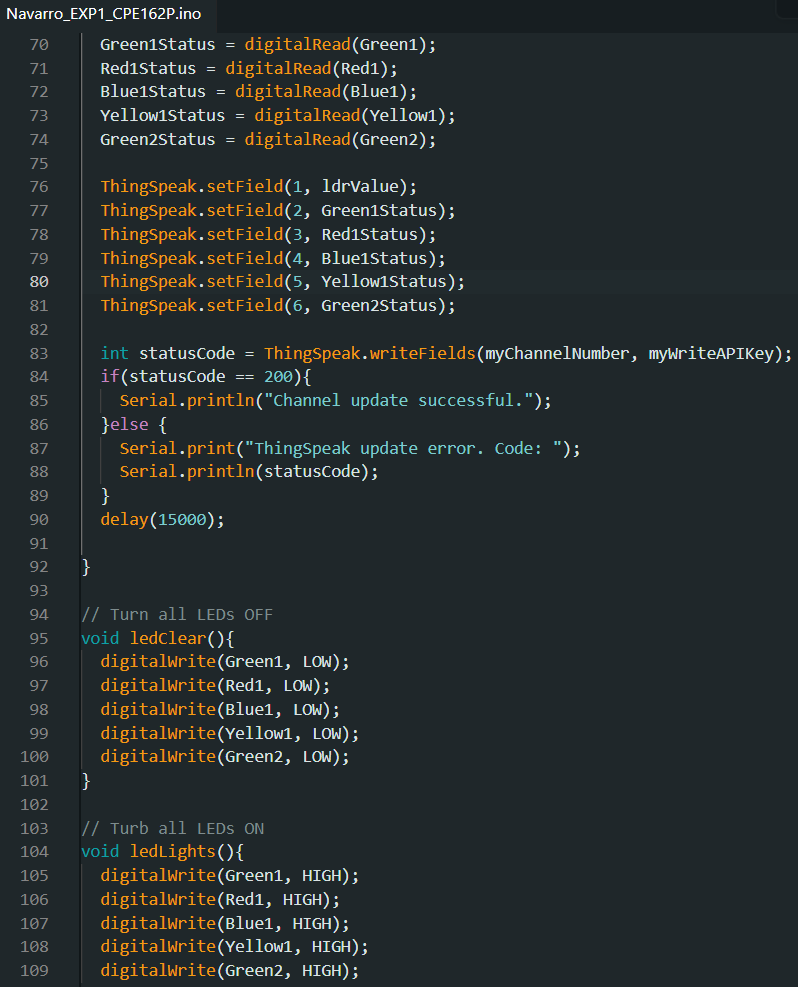 Navarro_EXP1_CPE162P.ino
70 Green1Status = digitalRead(Green1);
71 Red1Status = digitalRead(Red1);
72 Blue1Status = digitalRead(Blue1);
73 Yellow1Status = digitalRead(Yellow1);
74 Green2Status = digitalRead(Green2);
75
76 ThingSpeak.setField(1, ldrValue);
77 ThingSpeak.setField(2, Green1Status);
78 ThingSpeak.setField(3, Red1Status);
79 ThingSpeak.setField(4, Blue1Status);
80 ThingSpeak.setField(5, Yellow1Status);
81 ThingSpeak.setField(6, Green2Status);
82
83 int statusCode = ThingSpeak.writeFields(myChannelNumber, myWriteAPIKey);
84 if(statusCode == 200){
85 Serial.println("Channel update successful.");
86 }else {
87 Serial.print("ThingSpeak update error. Code: ");
88 Serial.println(statusCode);
89 }
90 delay(15000);
91
92 }
93
94 // Turn all LEDs OFF
95 void ledClear(){
96 digitalWrite(Green1, LOW);
97 digitalWrite(Red1, LOW);
98 digitalWrite(Blue1, LOW);
99 digitalWrite(Yellow1, LOW);
100 digitalWrite(Green2, LOW);
101 }
102
103 // Turb all LEDs ON
104 void ledLights(){
105 digitalWrite(Green1, HIGH);
106 digitalWrite(Red1, HIGH);
107 digitalWrite(Blue1, HIGH);
108 digitalWrite(Yellow1, HIGH);
109 digitalWrite(Green2, HIGH);